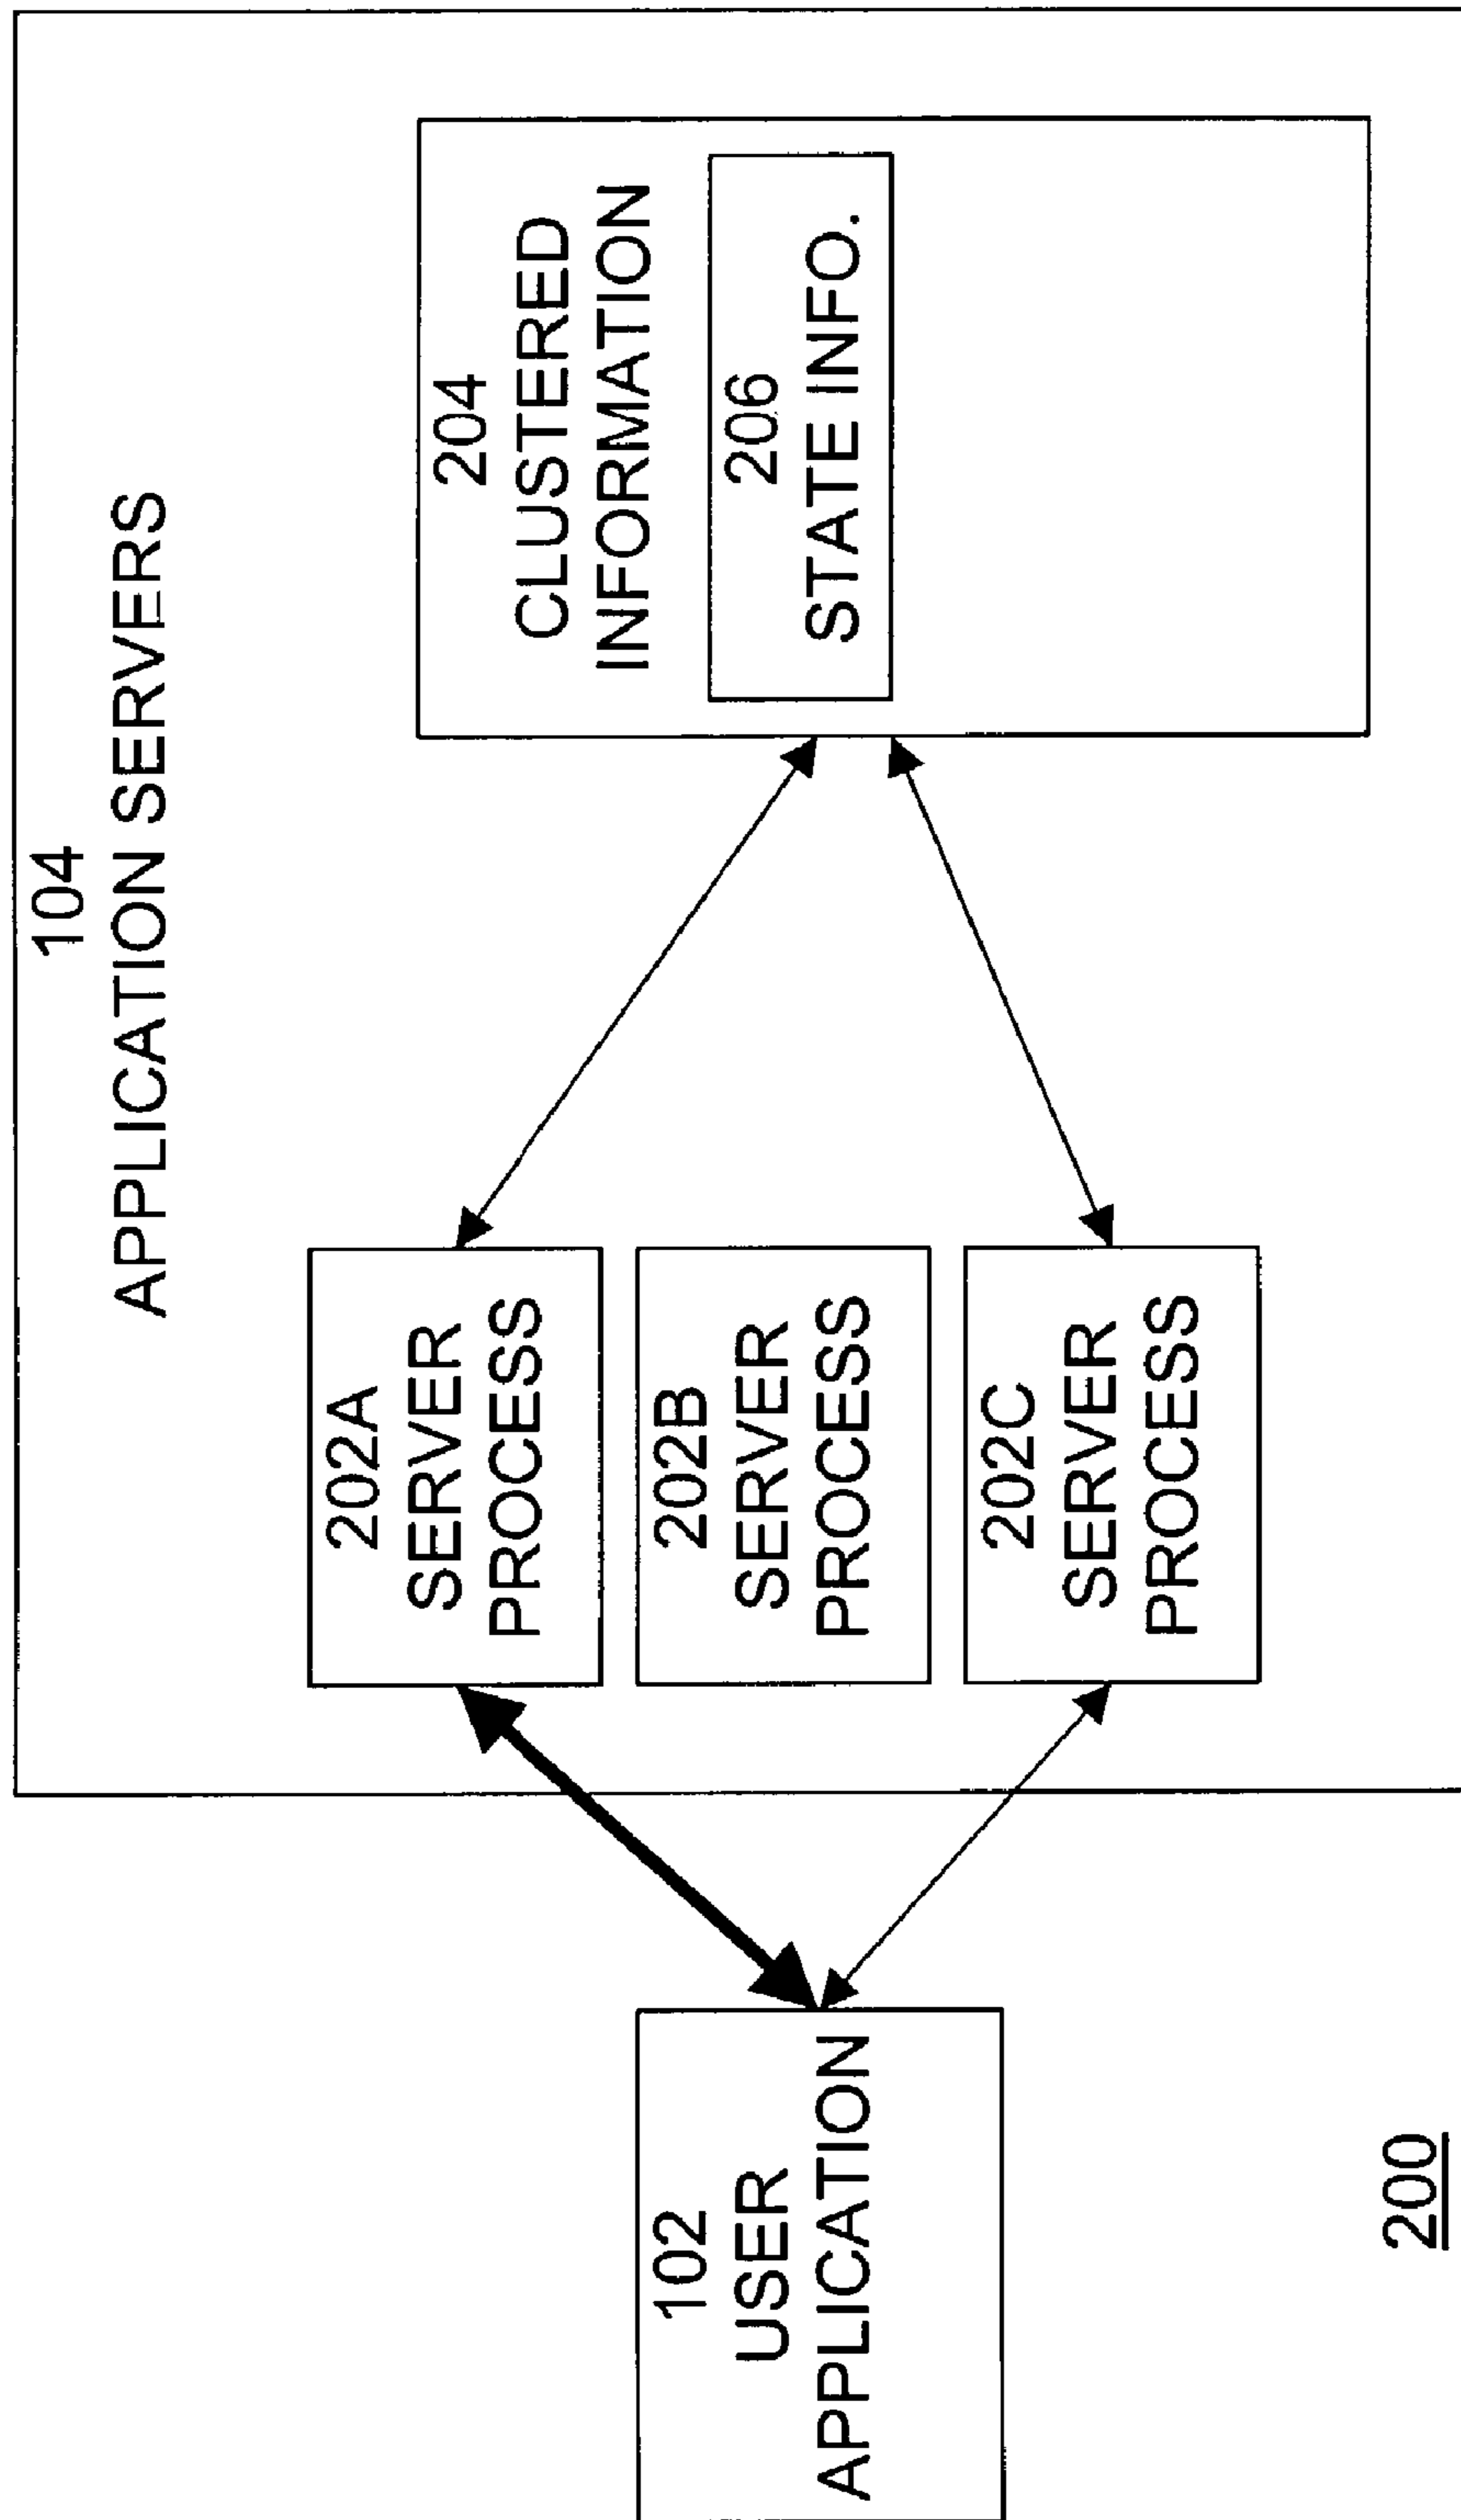 104
APPLICATION SERVERS
202A
SERVER
PROCESS
202B
SERVER
PROCESS
202C
SERVER
PROCESS
204
CLUSTERED
INFORMATION
206
STATE INFO.
102
USER
APPLICATION
200